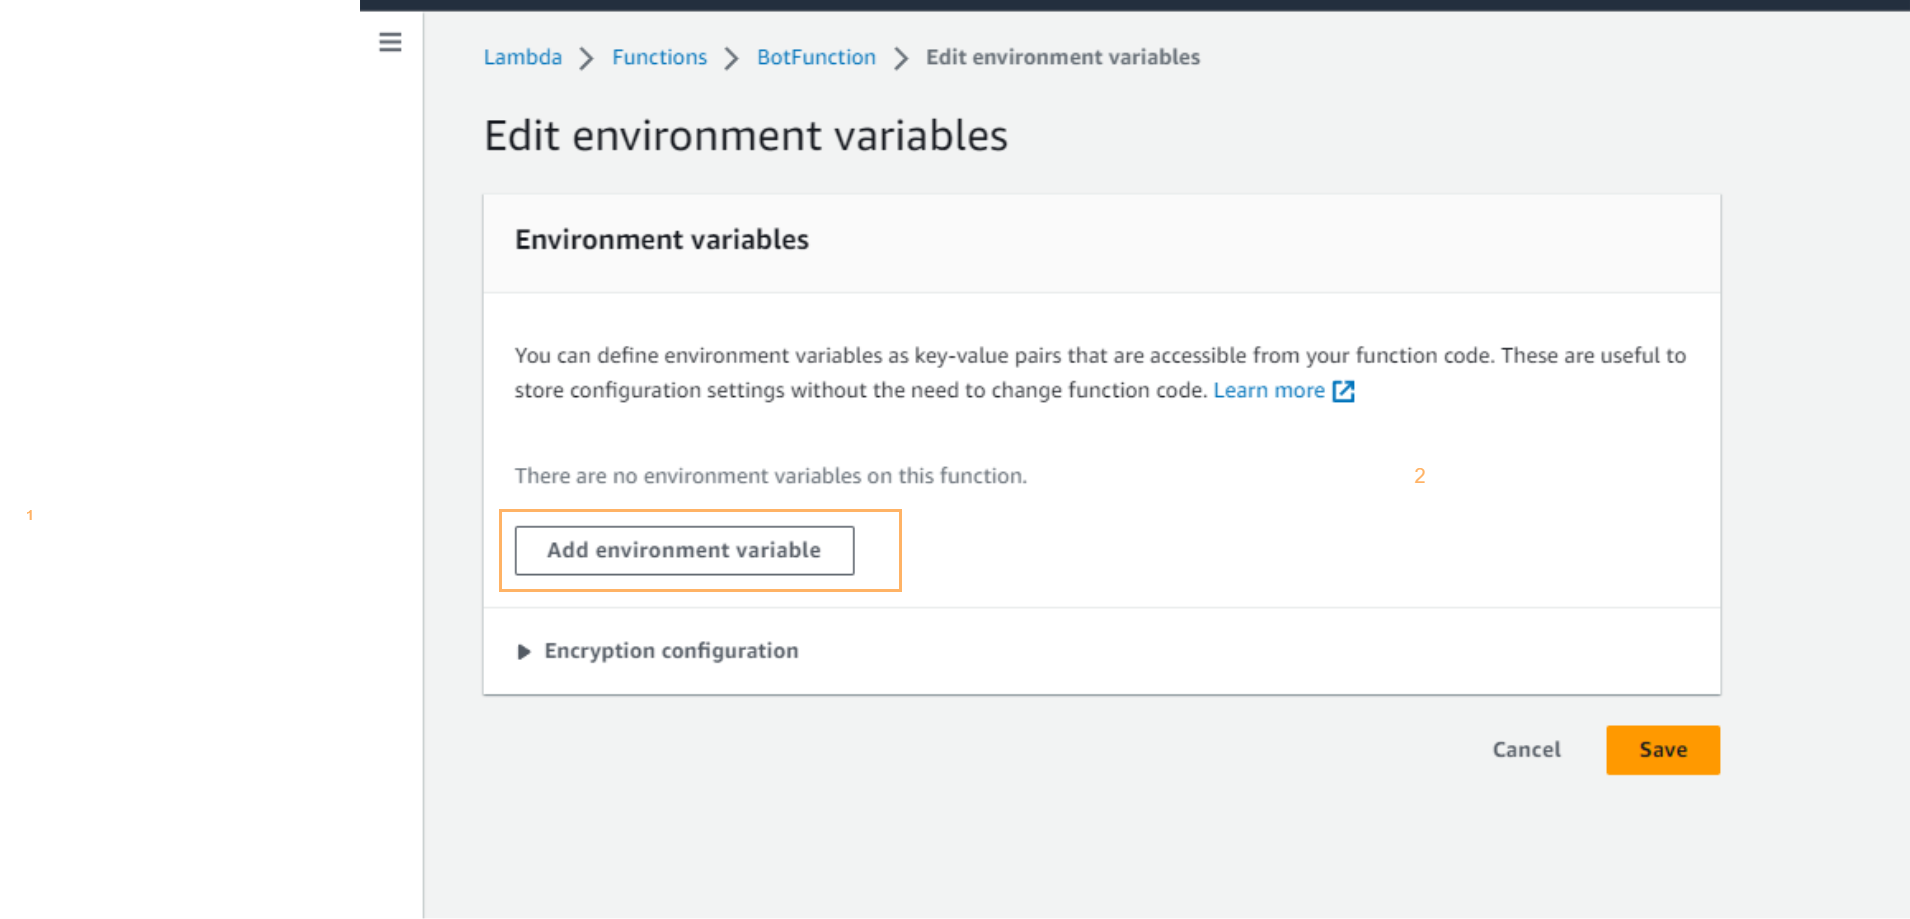 Lambda > Functions > BotFunction > Edit environment variables
Edit environment variables
Environment variables
You can define environment variables as key-value pairs that are accessible from your function code. These are useful to
store configuration settings without the need to change function code. Learn more
There are no environment variables on this function.
2
1
Add environment variable
Encryption configuration
Cancel
Save